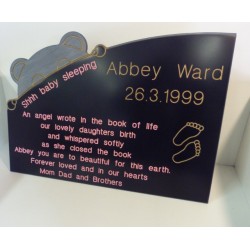 Shhh baby sleeping
Abbey Ward
26.3.1999
An angel wrote in the book of life
our lovely daughters birth
and whispered softly
as she closed the book
Abbey you are to beautiful for this earth.
Forever loved and in our hearts
Mom Dad and Brothers